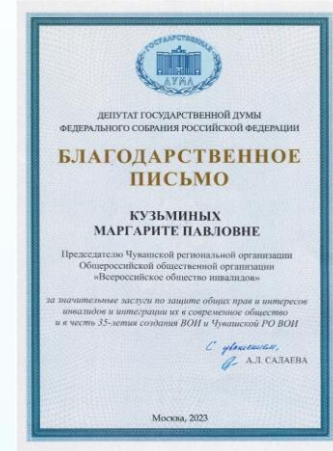 ГОСУДАРСТВЕННАЯ
ДУМА
ДЕПУТАТ ГОСУДАРСТВЕННОЙ ДУМЫ
ФЕДЕРАЛЬНОГО СОБРАНИЯ РОССИЙСКОЙ ФЕДЕРАЦИИ
БЛАГОДАРСТВЕННОЕ
ПИСЬМО
КУЗЬМИНЫХ
МАРГАРИТЕ ПАВЛОВНЕ
Председателю Чувашской региональной организации
Общероссийской общественной организации
«Всероссийское общество инвалидов»
за значительные заслуги по защите общих прав и интересов
инвалидов и интеграции их в современное общество
и в честь 35-летия создания ВОИ и Чувашской РО ВОИ
С уважением,
А.Л. САЛАЕВА
Москва, 2023